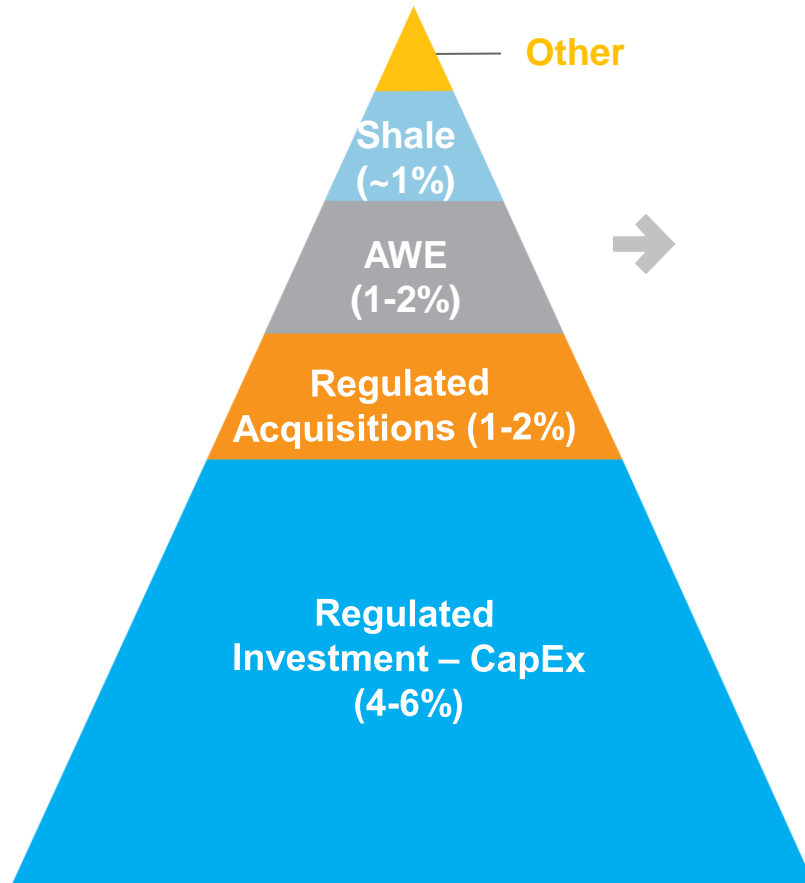 Other
Shale
(~1%)
AWE
(1-2%)
Regulated
Acquisitions (1-2%)
Regulated
Investment – CapEx
(4-6%)